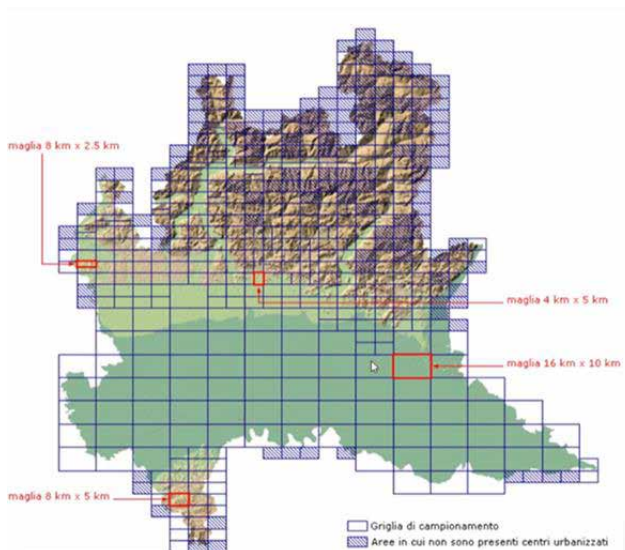 maglia 8 km x 2.5 km
maglia 4 km x 5 km
maglia 16 km x 10 km
maglia 8 km x 5 km
Griglia di campionamento
Aree in cui non sono presenti centri urbanizzati